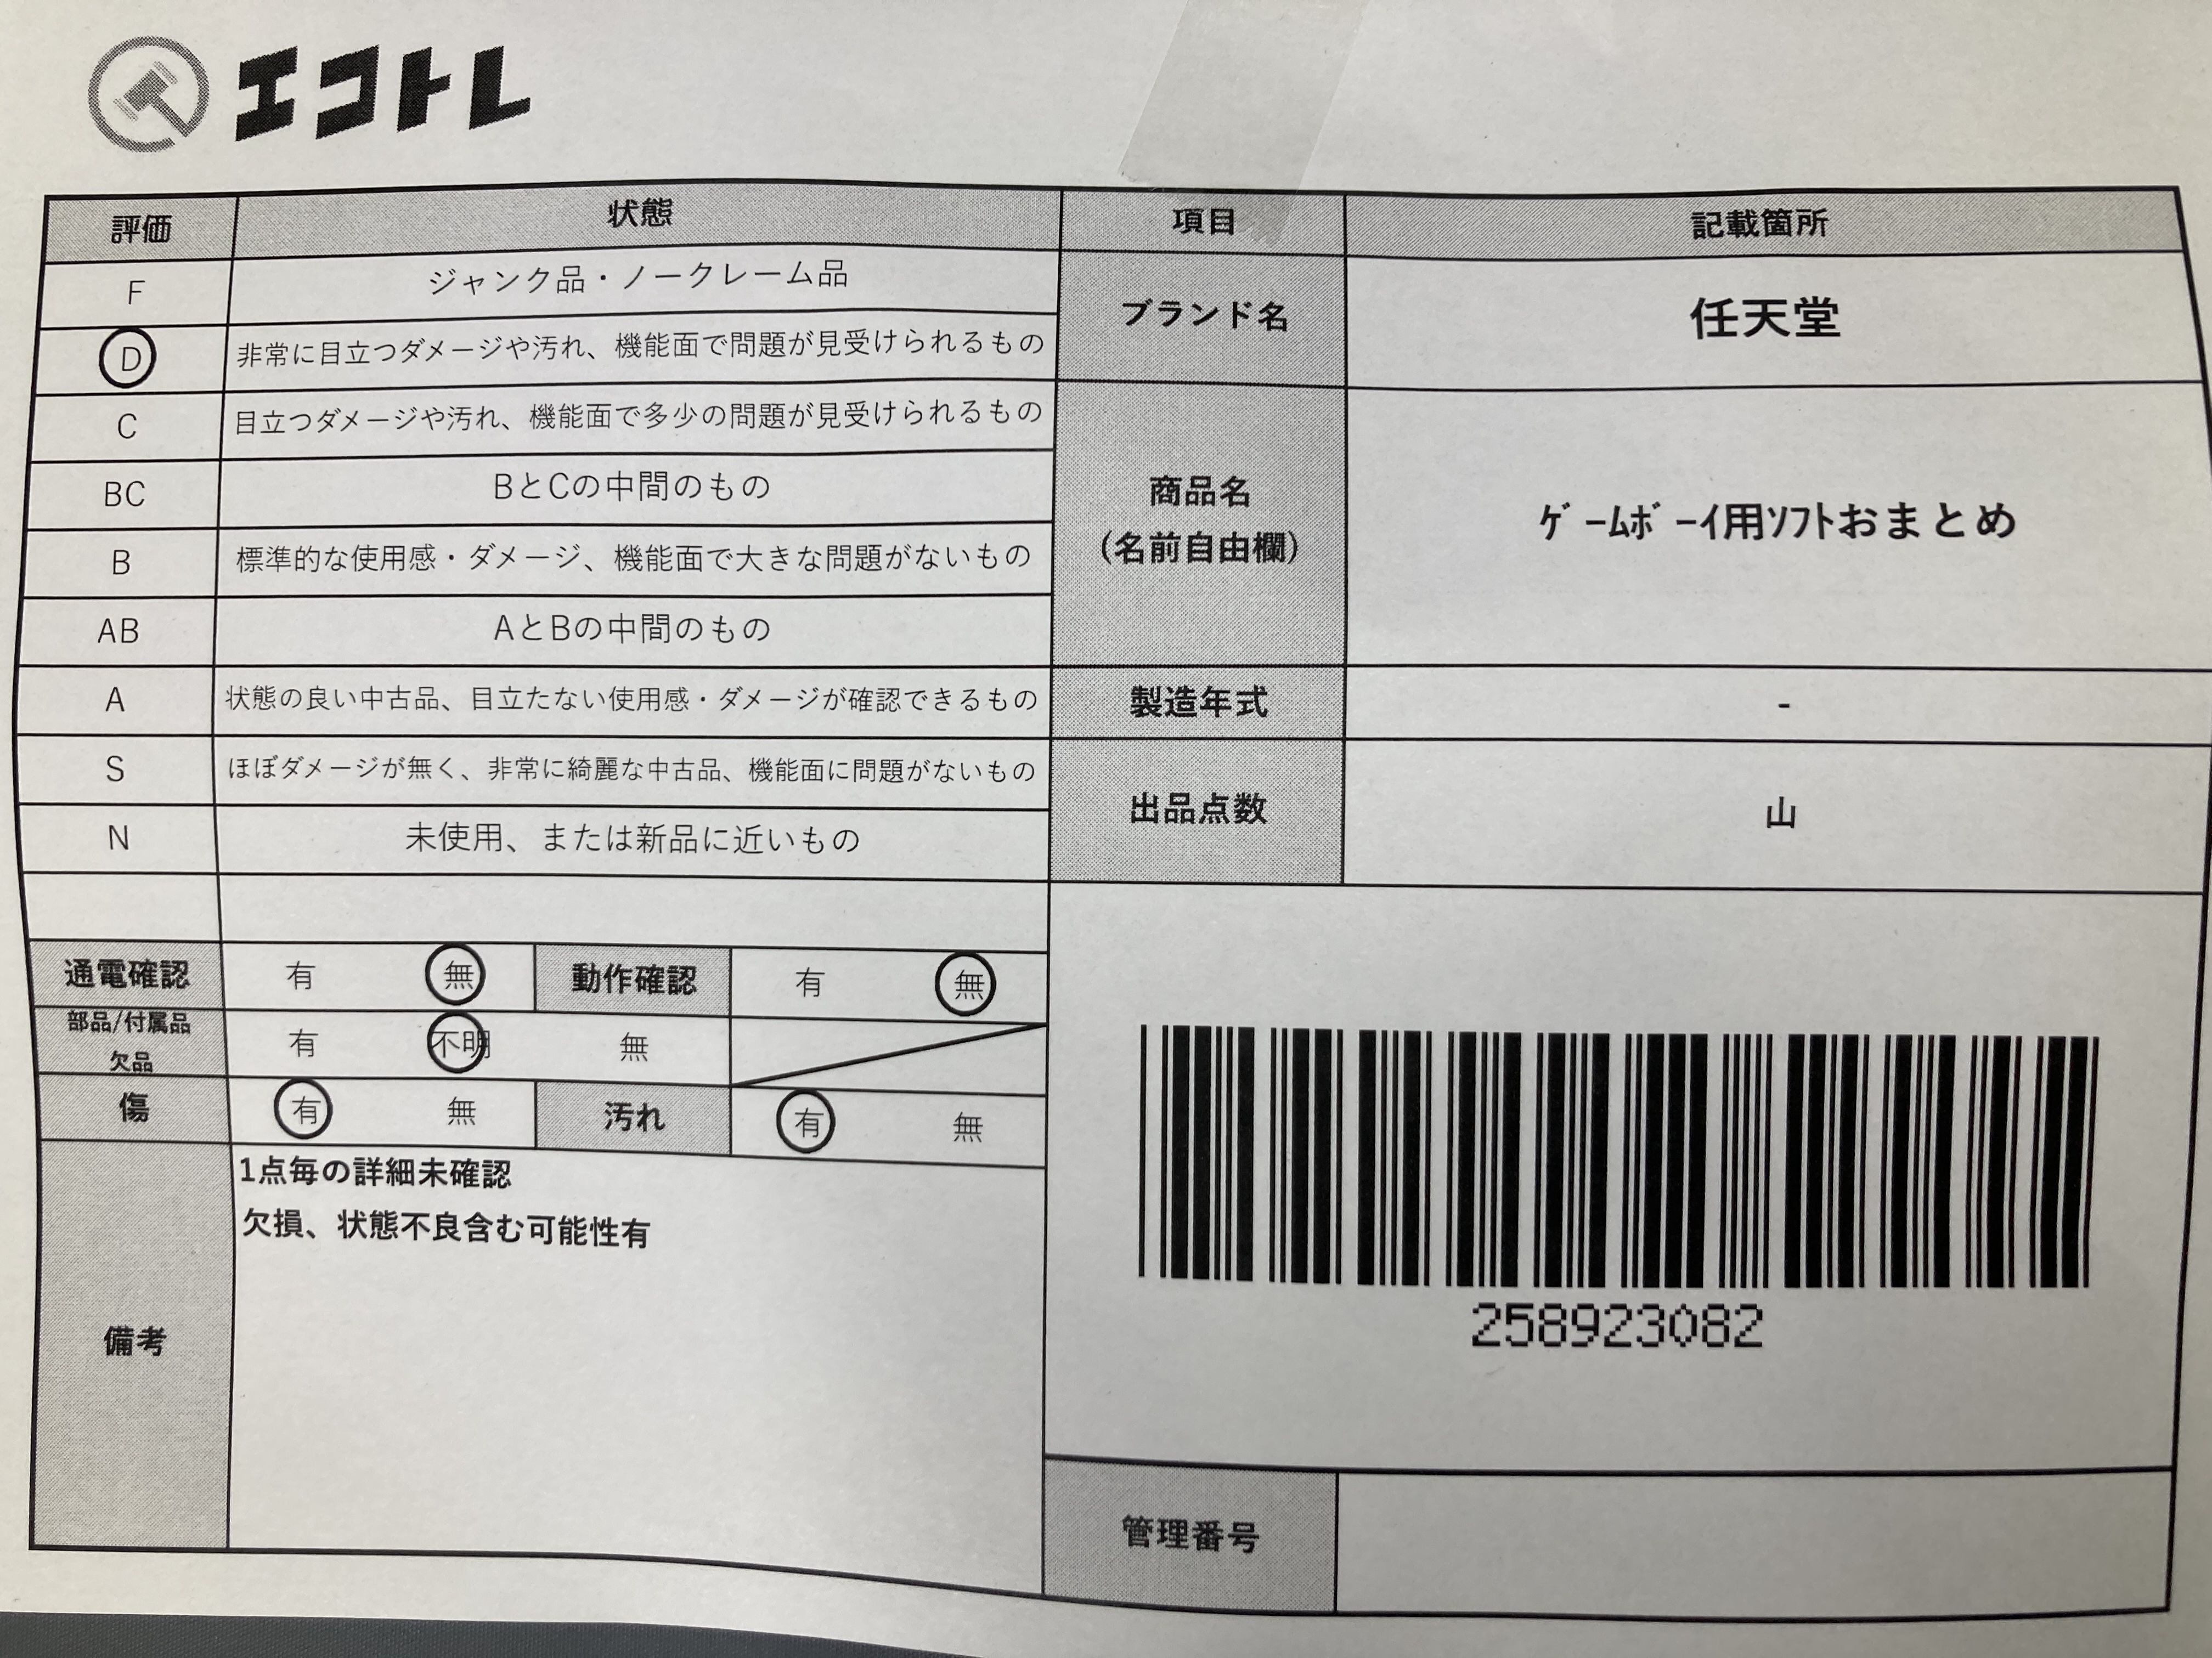 エコトレ
評価 状態
F ジャンク品・ノークレーム品
D 非常に目立つダメージや汚れ、機能面で問題が見受けられるもの
C 目立つダメージや汚れ、機能面で多少の問題が見受けられるもの
BC BとCの中間のもの
B 標準的な使用感・ダメージ、機能面で大きな問題がないもの
AB AとBの中間のもの
A 状態の良い中古品、目立たない使用感・ダメージが確認できるもの
S ほぼダメージが無く、非常に綺麗な中古品、機能面に問題がないもの
N 未使用、または新品に近いもの
通電確認 有 無 動作確認 有 無
部品/付属品
欠品 有 不明 無
傷 有 無 汚れ 有 無
備考
1点毎の詳細未確認
欠損、状態不良含む可能性有
項目 記載箇所
ブランド名 任天堂
商品名
(名前自由欄)
ｹﾞｰﾑﾎﾞｰｲ用ｿﾌﾄおまとめ
製造年式 -
出品点数 山
258923082
管理番号